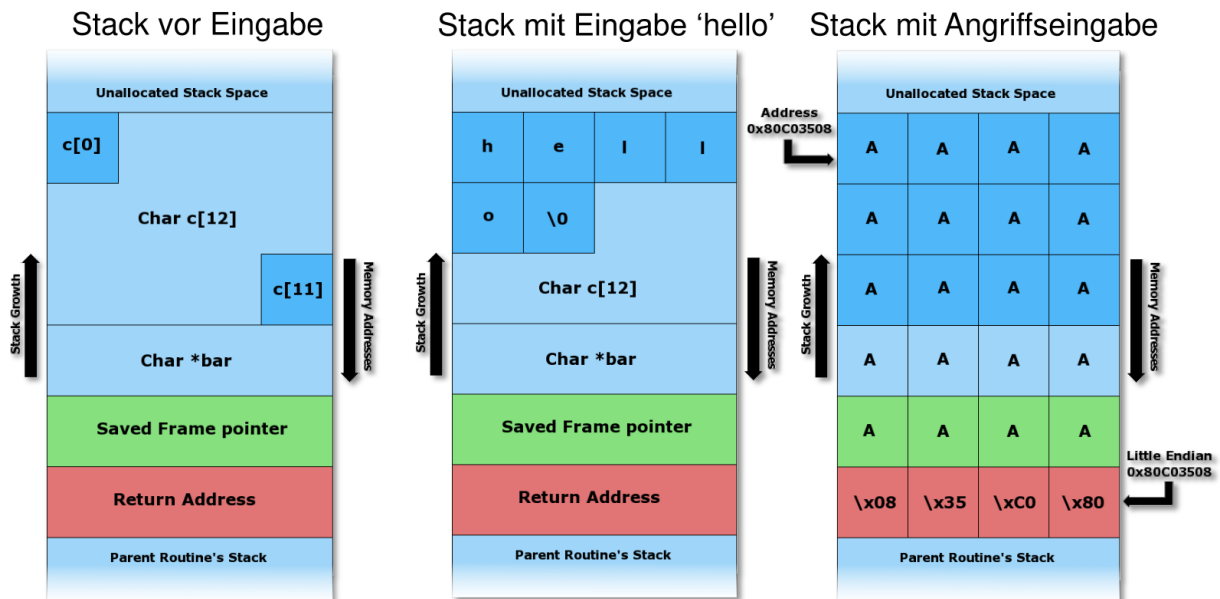 Stack vor Eingabe
Unallocated Stack Space
c[0]
Char c[12]
c[11]
Stack Growth
Memory Addresses
Char *bar
Saved Frame pointer
Return Address
Parent Routine's Stack
Stack mit Eingabe ‘hello’
Unallocated Stack Space
h e l l
o \0
Char c[12]
Stack Growth
Memory Addresses
Char *bar
Saved Frame pointer
Return Address
Parent Routine's Stack
Stack mit Angriffseingabe
Unallocated Stack Space
Address
0x80C03508
A A A A
A A A A
A A A A
Stack Growth
Memory Addresses
A A A A
A A A A
Little Endian
0x80C03508
\x08 \x35 \xC0 \x80
Parent Routine's Stack